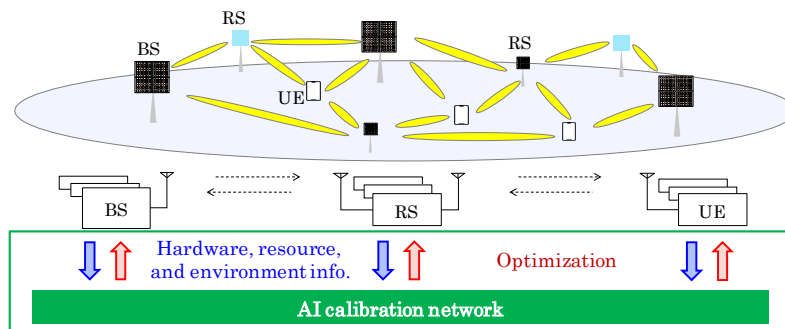 RS
BS
RS
UE
BS
RS
UE
Hardware, resource,
and environment info.
Optimization
AI calibration network